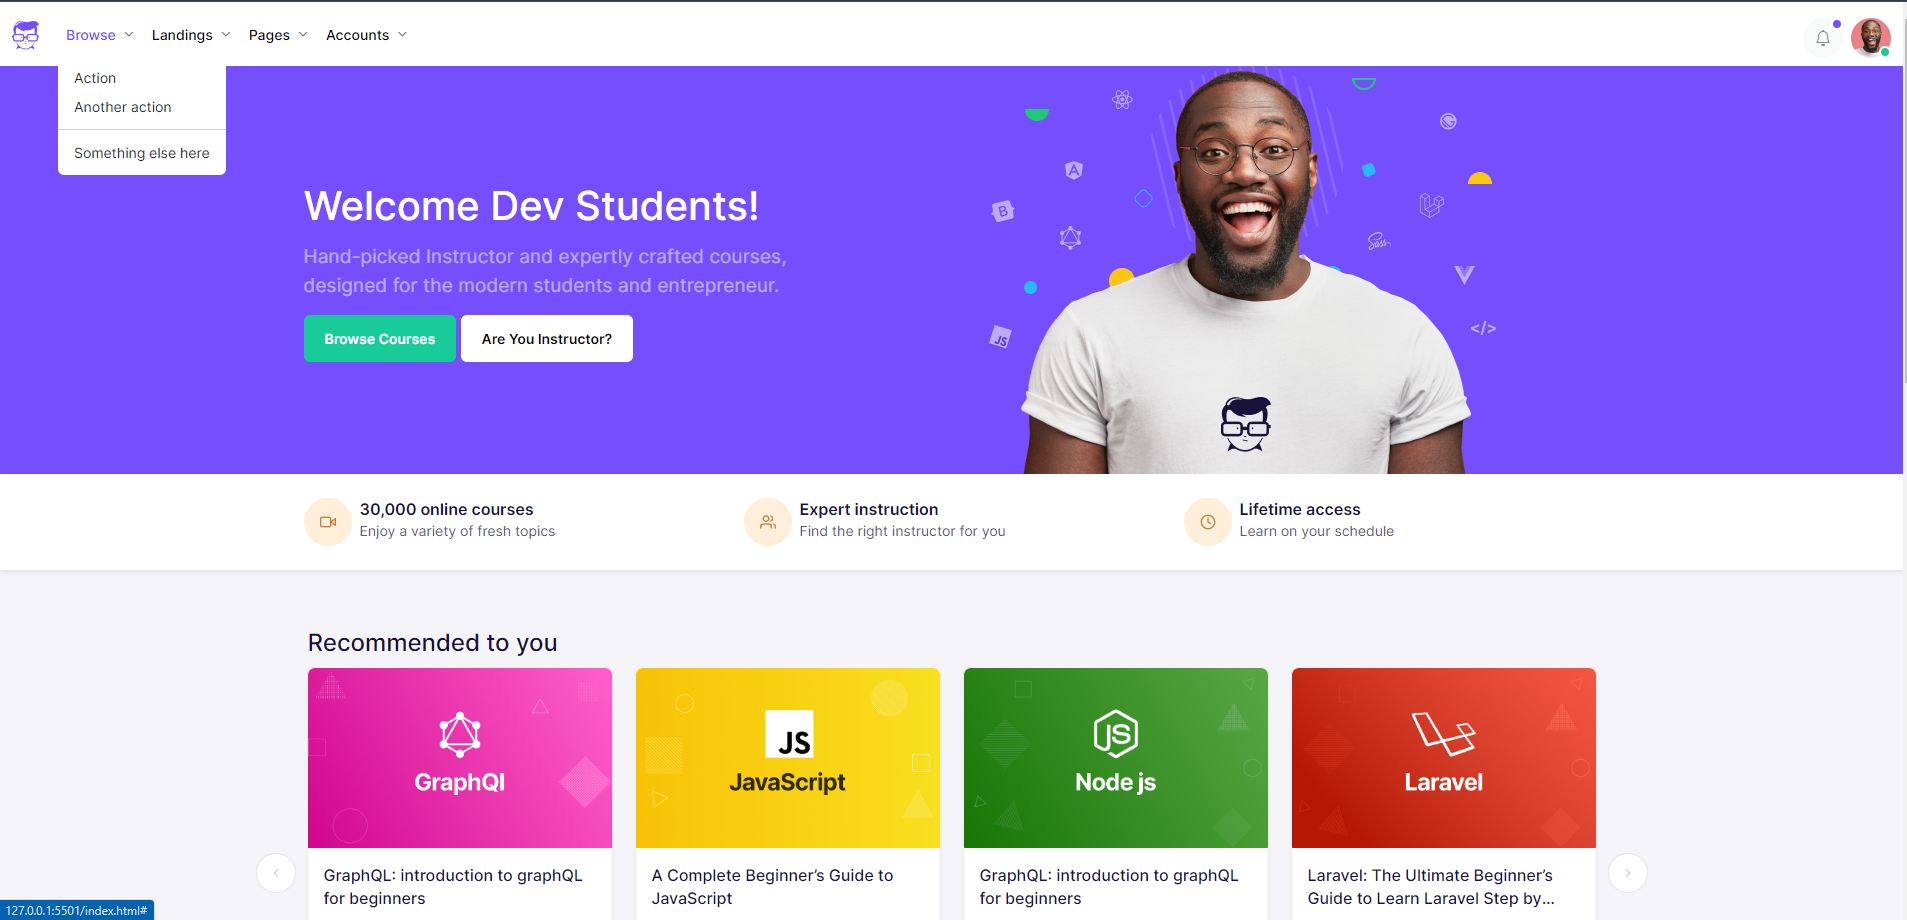 Browse
Landings
Pages
Accounts
Action
Another action
Something else here
Welcome Dev Students!
Hand-picked Instructor and expertly crafted courses,
designed for the modern students and entrepreneur.
Browse Courses
Are You Instructor?
B
A
JS
Sass
</>
30,000 online courses
Enjoy a variety of fresh topics
Expert instruction
Find the right instructor for you
Lifetime access
Learn on your schedule
Recommended to you
GraphQl
JS
JavaScript
JS
Node js
Laravel
GraphQL: introduction to graphQL
for beginners
A Complete Beginner’s Guide to
JavaScript
GraphQL: introduction to graphQL
for beginners
Laravel: The Ultimate Beginner’s
Guide to Learn Laravel Step by...
127.0.0.1:5501/index.html#